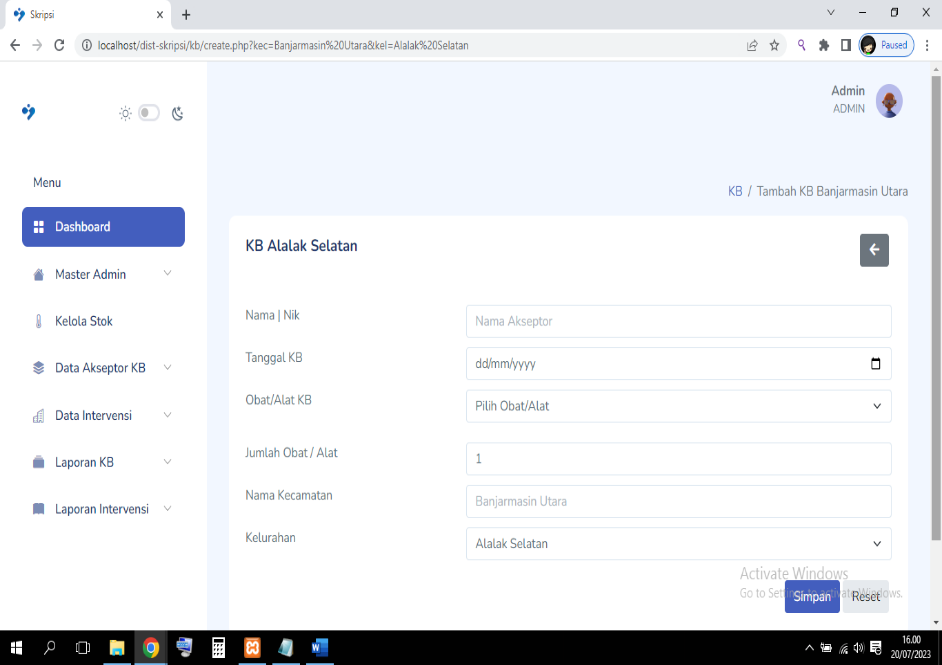 Skripsi
localhost/dist-skripsi/kb/create.php?kec=Banjarmasin%20Utara&kel=Alalak%20Selatan
Paused
Admin
ADMIN
Menu
KB / Tambah KB Banjarmasin Utara
Dashboard
Master Admin
Kelola Stok
Data Akseptor KB
Data Intervensi
Laporan KB
Laporan Intervensi
KB Alalak Selatan
Nama | Nik
Nama Akseptor
Tanggal KB
dd/mm/yyyy
Obat/Alat KB
Pilih Obat/Alat
Jumlah Obat / Alat
1
Nama Kecamatan
Banjarmasin Utara
Kelurahan
Alalak Selatan
Activate Windows
Go to Settings to activate Windows.
Simpan
Reset
16.00
20/07/2023